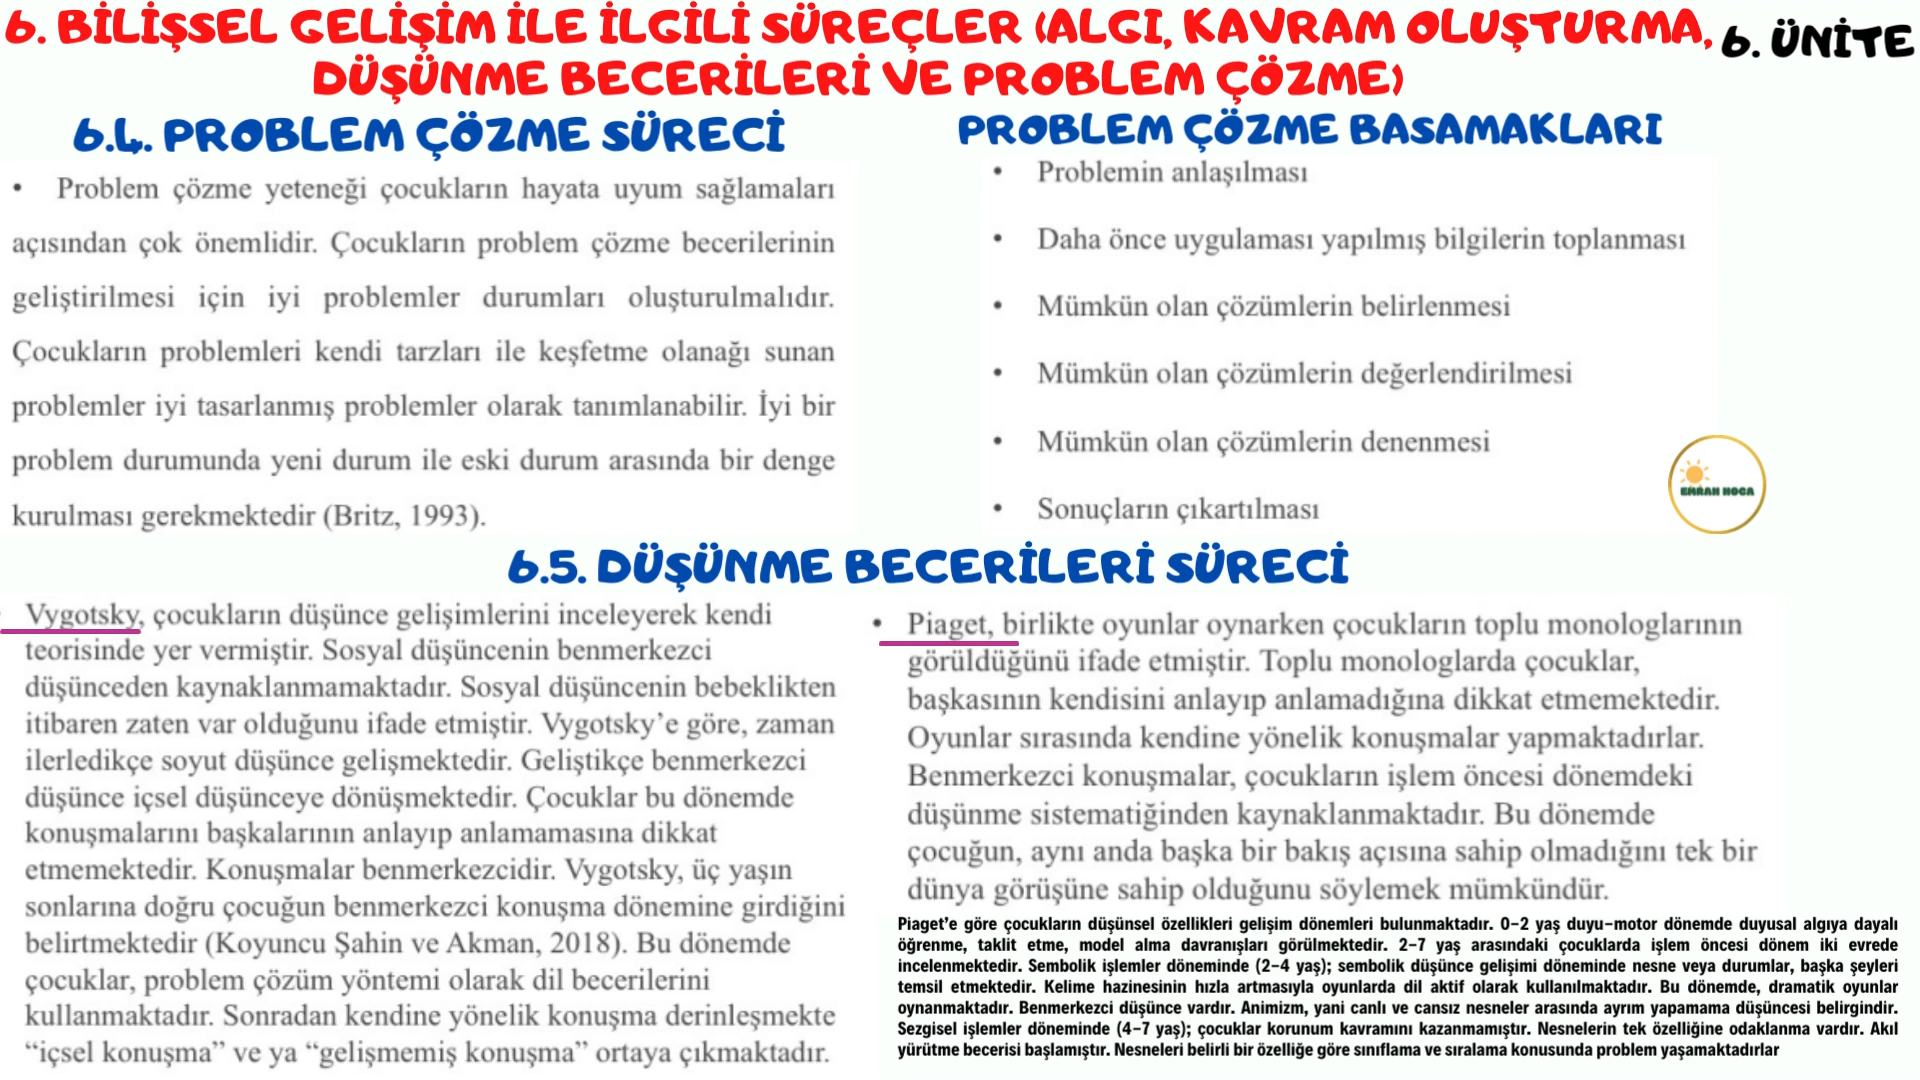 6. BİLİŞSEL GELİŞİM İLE İLGİLİ SÜREÇLER (ALGI, KAVRAM OLUŞTURMA,
DÜŞÜNME BECERİLERİ VE PROBLEM ÇÖZME)
6. ÜNİTE
6.4. PROBLEM ÇÖZME SÜRECİ
• Problem çözme yeteneği çocukların hayata uyum sağlamaları
açısından çok önemlidir. Çocukların problem çözme becerilerinin
geliştirilmesi için iyi problemler durumları oluşturulmalıdır.
Çocukların problemleri kendi tarzları ile keşfetme olanağı sunan
problemler iyi tasarlanmış problemler olarak tanımlanabilir. İyi bir
problem durumunda yeni durum ile eski durum arasında bir denge
kurulması gerekmektedir (Britz, 1993).
PROBLEM ÇÖZME BASAMAKLARI
• Problemin anlaşılması
• Daha önce uygulaması yapılmış bilgilerin toplanması
• Mümkün olan çözümlerin belirlenmesi
• Mümkün olan çözümlerin değerlendirilmesi
• Mümkün olan çözümlerin denenmesi
• Sonuçların çıkartılması
EMRAH HOCA
6.5. DÜŞÜNME BECERİLERİ SÜRECİ
Vygotsky, çocukların düşünce gelişimlerini inceleyerek kendi
teorisinde yer vermiştir. Sosyal düşüncenin benmerkezci
düşünceden kaynaklanmamaktadır. Sosyal düşüncenin bebeklikten
itibaren zaten var olduğunu ifade etmiştir. Vygotsky’e göre, zaman
ilerledikçe soyut düşünce gelişmektedir. Geliştikçe benmerkezci
düşünce içsel düşünceye dönüşmektedir. Çocuklar bu dönemde
konuşmalarını başkalarının anlayıp anlamamasına dikkat
etmemektedir. Konuşmalar benmerkezcidir. Vygotsky, üç yaşın
sonlarına doğru çocuğun benmerkezci konuşma dönemine girdiğini
belirtmektedir (Koyuncu Şahin ve Akman, 2018). Bu dönemde
çocuklar, problem çözüm yöntemi olarak dil becerilerini
kullanmaktadır. Sonradan kendine yönelik konuşma derinleşmekte
“içsel konuşma” ve ya “gelişmemiş konuşma” ortaya çıkmaktadır.
• Piaget, birlikte oyunlar oynarken çocukların toplu monologlarının
görüldüğünü ifade etmiştir. Toplu monologlarda çocuklar,
başkasının kendisini anlayıp anlamadığına dikkat etmemektedir.
Oyunlar sırasında kendine yönelik konuşmalar yapmaktadırlar.
Benmerkezci konuşmalar, çocukların işlem öncesi dönemdeki
düşünme sistematiğinden kaynaklanmaktadır. Bu dönemde
çocuğun, aynı anda başka bir bakış açısına sahip olmadığını tek bir
dünya görüşüne sahip olduğunu söylemek mümkündür.
Piaget’e göre çocukların düşünsel özellikleri gelişim dönemleri bulunmaktadır. 0-2 yaş duyu-motor dönemde duyusal algıya dayalı
öğrenme, taklit etme, model alma davranışları görülmektedir. 2-7 yaş arasındaki çocuklarda işlem öncesi dönem iki evrede
incelenmektedir. Sembolik işlemler döneminde (2-4 yaş); sembolik düşünce gelişimi döneminde nesne veya durumlar, başka şeyleri
temsil etmektedir. Kelime hazinesinin hızla artmasıyla oyunlarda dil aktif olarak kullanılmaktadır. Bu dönemde, dramatik oyunlar
oynanmaktadır. Benmerkezci düşünce vardır. Animizm, yani canlı ve cansız nesneler arasında ayrım yapamama düşüncesi belirgindir.
Sezgisel işlemler döneminde (4-7 yaş); çocuklar korunum kavramını kazanmamıştır. Nesnelerin tek özelliğine odaklanma vardır. Akıl
yürütme becerisi başlamıştır. Nesneleri belirli bir özelliğe göre sınıflama ve sıralama konusunda problem yaşamaktadırlar